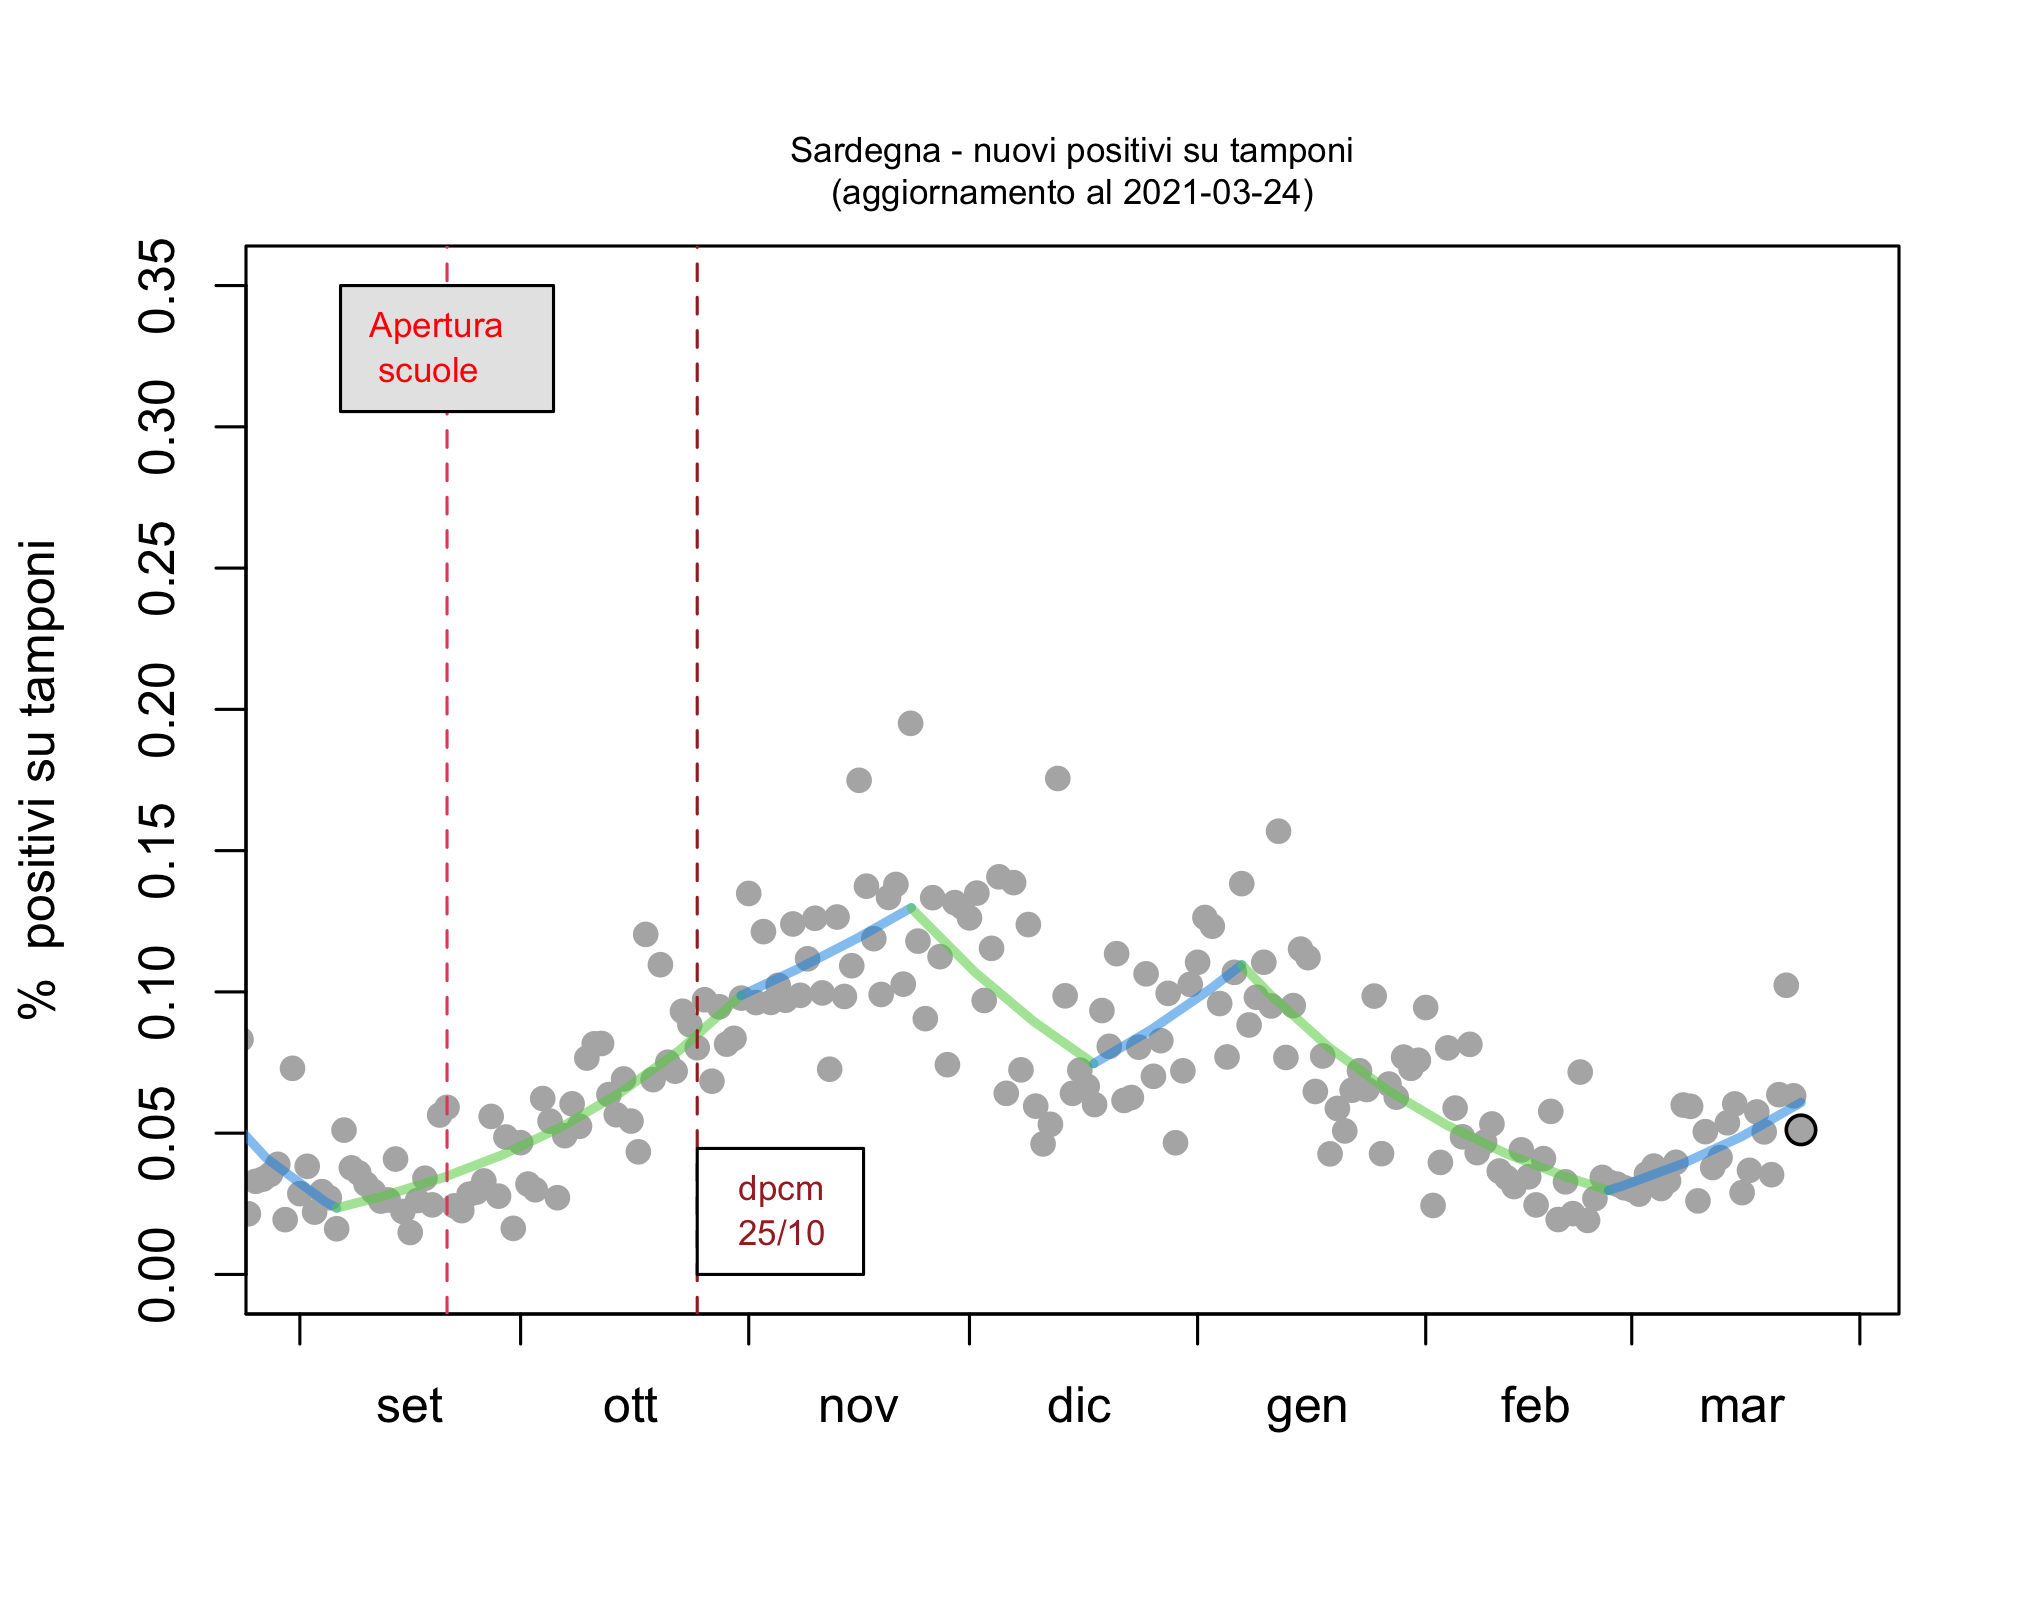 Sardegna - nuovi positivi su tamponi
(aggiornamento al 2021-03-24)
% positivi su tamponi
0.35
0.30
0.25
0.20
0.15
0.10
0.05
0.00
Apertura
scuole
dpcm
25/10
set
ott
nov
dic
gen
feb
mar